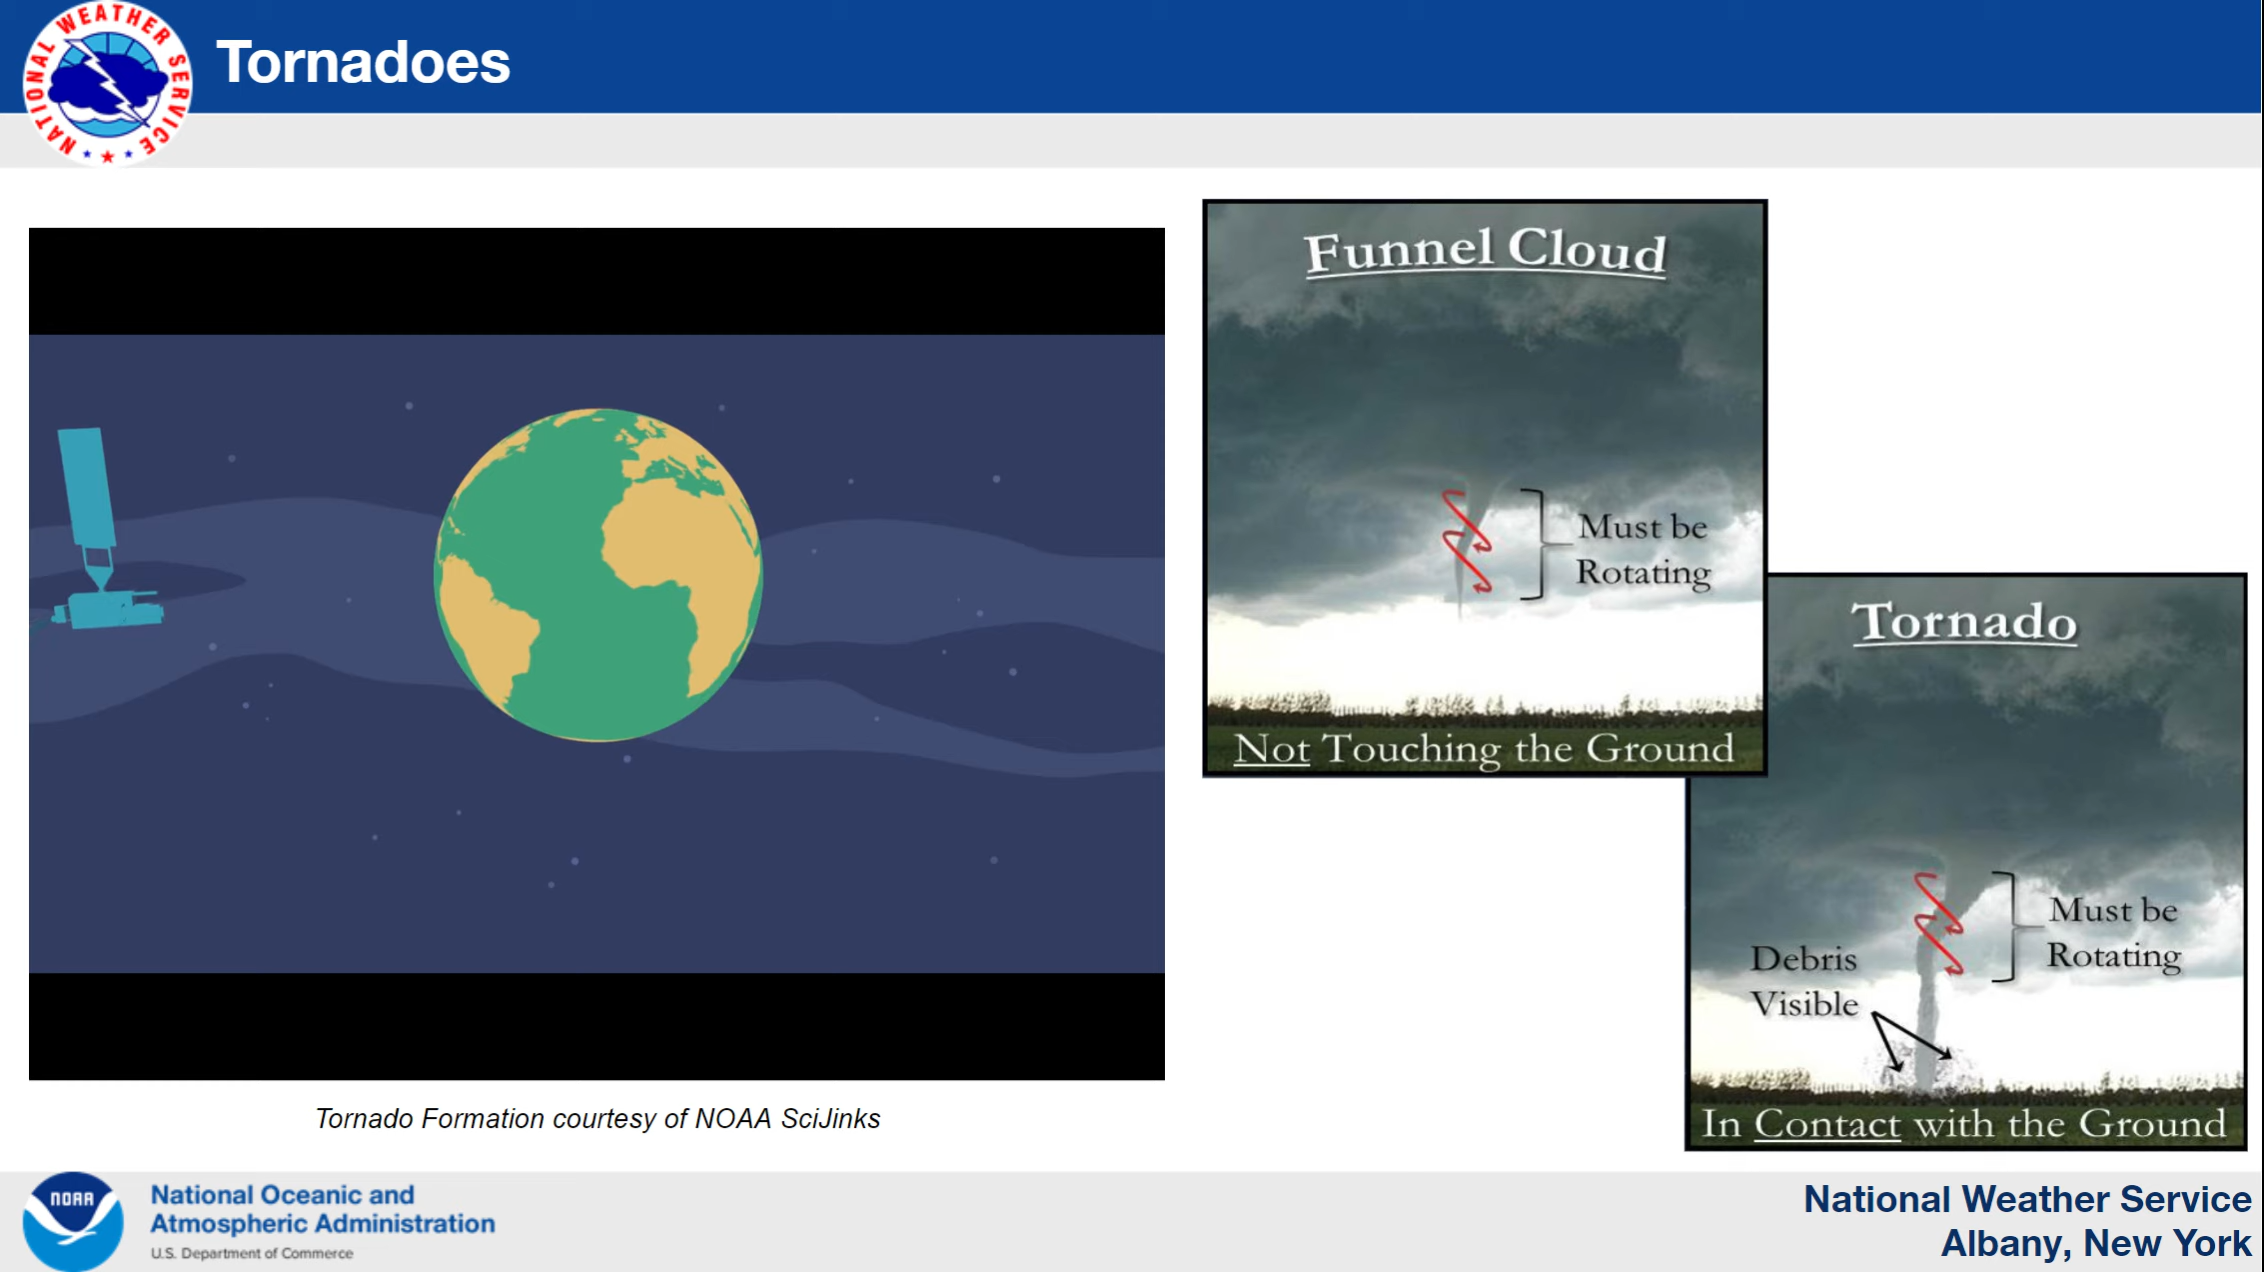 NATIONAL WEATHER SERVICE
Tornadoes
Funnel Cloud
Must be
Rotating
Not Touching the Ground
Tornado
Must be
Rotating
Debris
Visible
In Contact with the Ground
Tornado Formation courtesy of NOAA SciJinks
NOAA
National Oceanic and
Atmospheric Administration
U.S. Department of Commerce
National Weather Service
Albany, New York